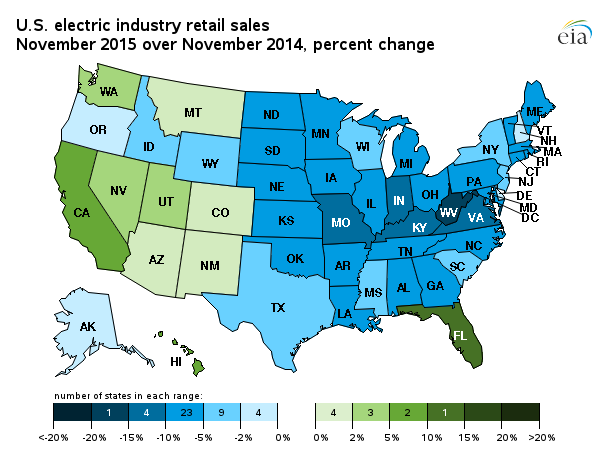 U.S. electric industry retail sales
November 2015 over November 2014, percent change
eia
WA
MT
ND
MN
ME
OR
ID
SD
WI
NY
VT
NH
MA
RI
CT
WY
MI
NJ
NE
IA
PA
DE
MD
DC
NV
UT
CO
IL
IN
OH
WV
VA
CA
KS
MO
KY
NC
AZ
NM
OK
AR
TN
SC
TX
MS
AL
GA
LA
AK
HI
FL
number of states in each range:
1 4 23 9 4 4 3 2 1
<-20% -20% -15% -10% -5% -2% 0% 0% 2% 5% 10% 15% 20% >20%